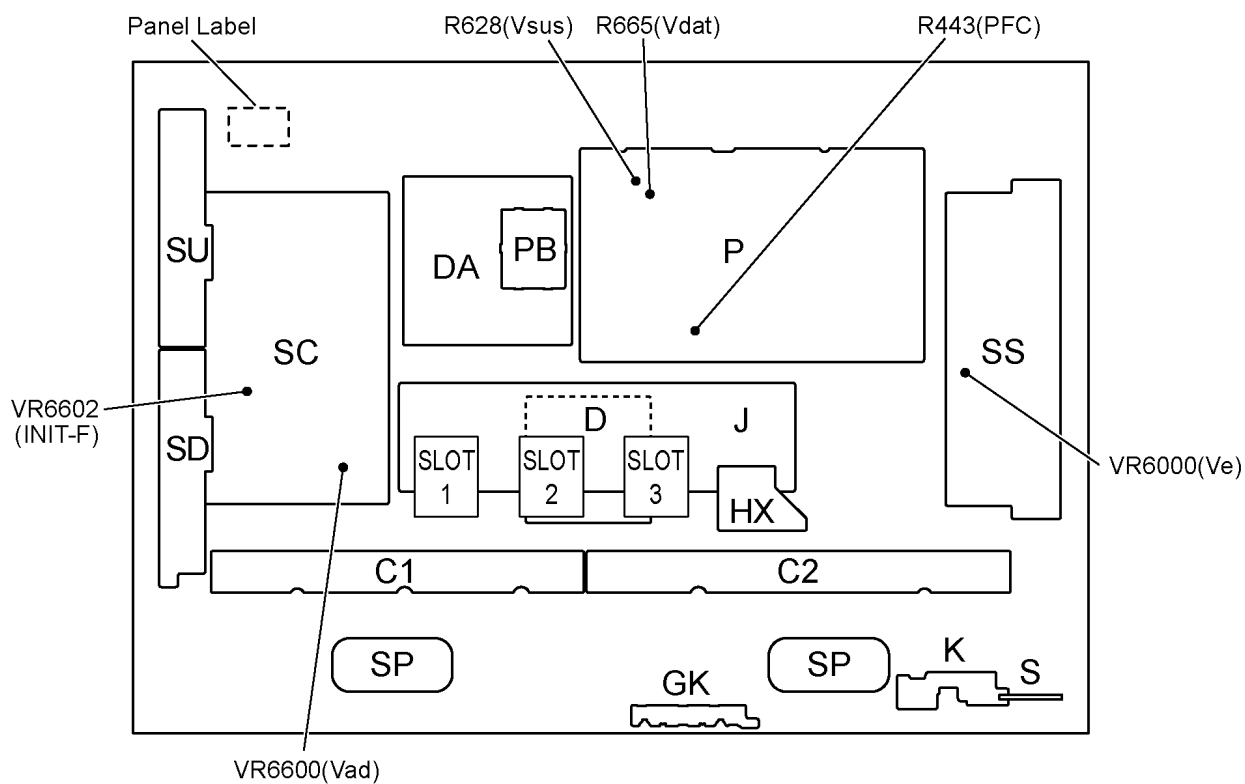 Panel Label
R628(Vsus)
R665(Vdat)
R443(PFC)
SU
DA
PB
P
SC
SS
VR6602
(INIT-F)
SD
D
J
SLOT
1
SLOT
2
SLOT
3
HX
VR6000(Ve)
C1
C2
SP
SP
K
S
GK
VR6600(Vad)